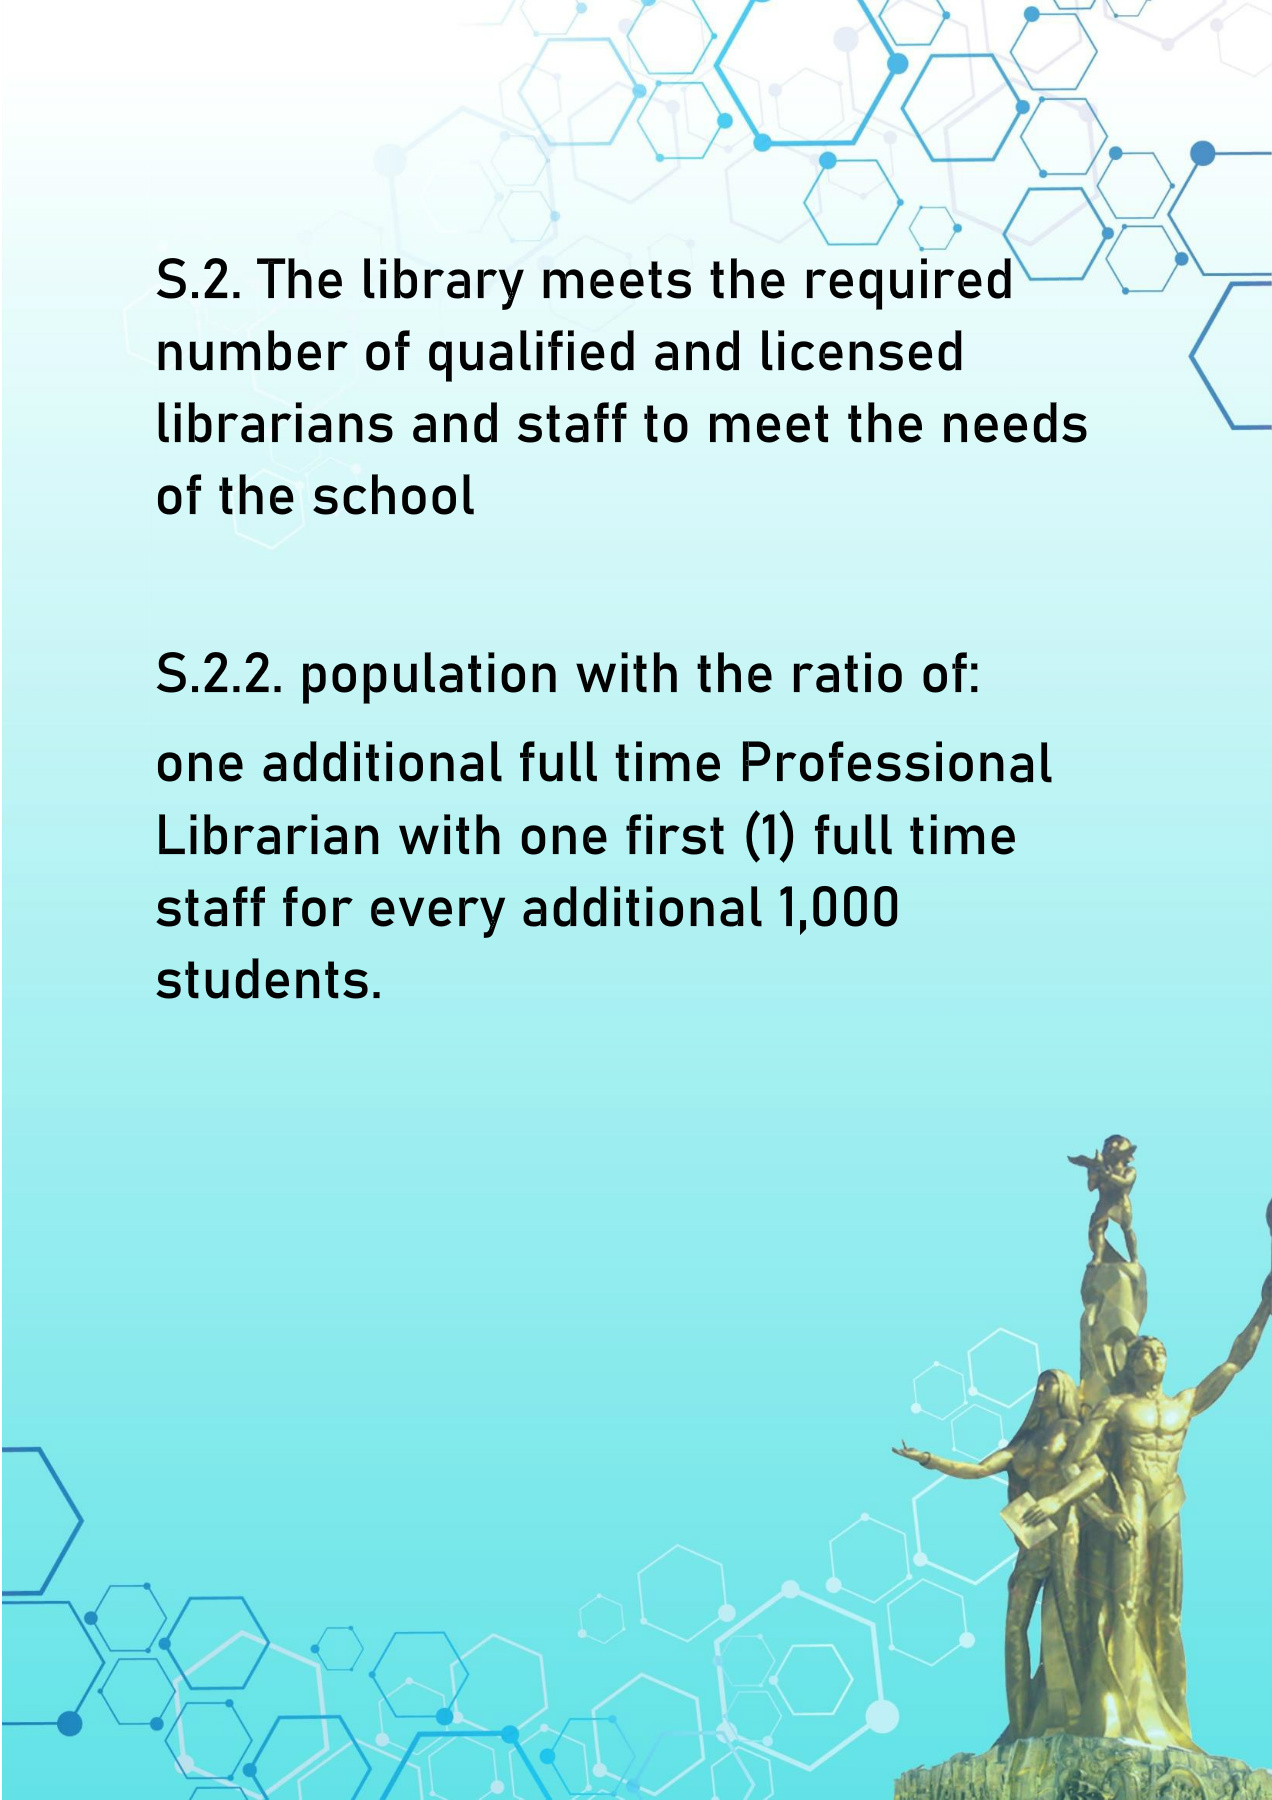 S.2. The library meets the required
number of qualified and licensed
librarians and staff to meet the needs
of the school
S.2.2. population with the ratio of:
one additional full time Professional
Librarian with one first (1) full time
staff for every additional 1,000
students.